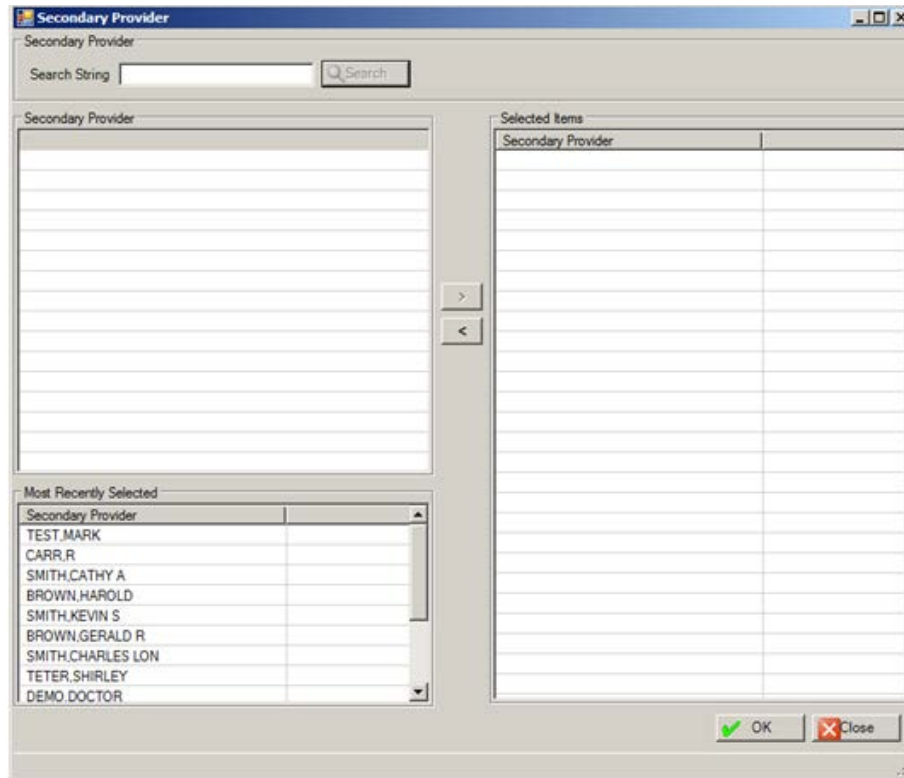 Secondary Provider
Secondary Provider
Search String
Search
Secondary Provider
Selected Items
Secondary Provider
>
<
Most Recently Selected
Secondary Provider
TEST,MARK
CARR,R
SMITH,CATHY A
BROWN,HAROLD
SMITH,KEVIN S
BROWN,GERALD R
SMITH,CHARLES LON
TETER,SHIRLEY
DEMO,DOCTOR
OK
Close